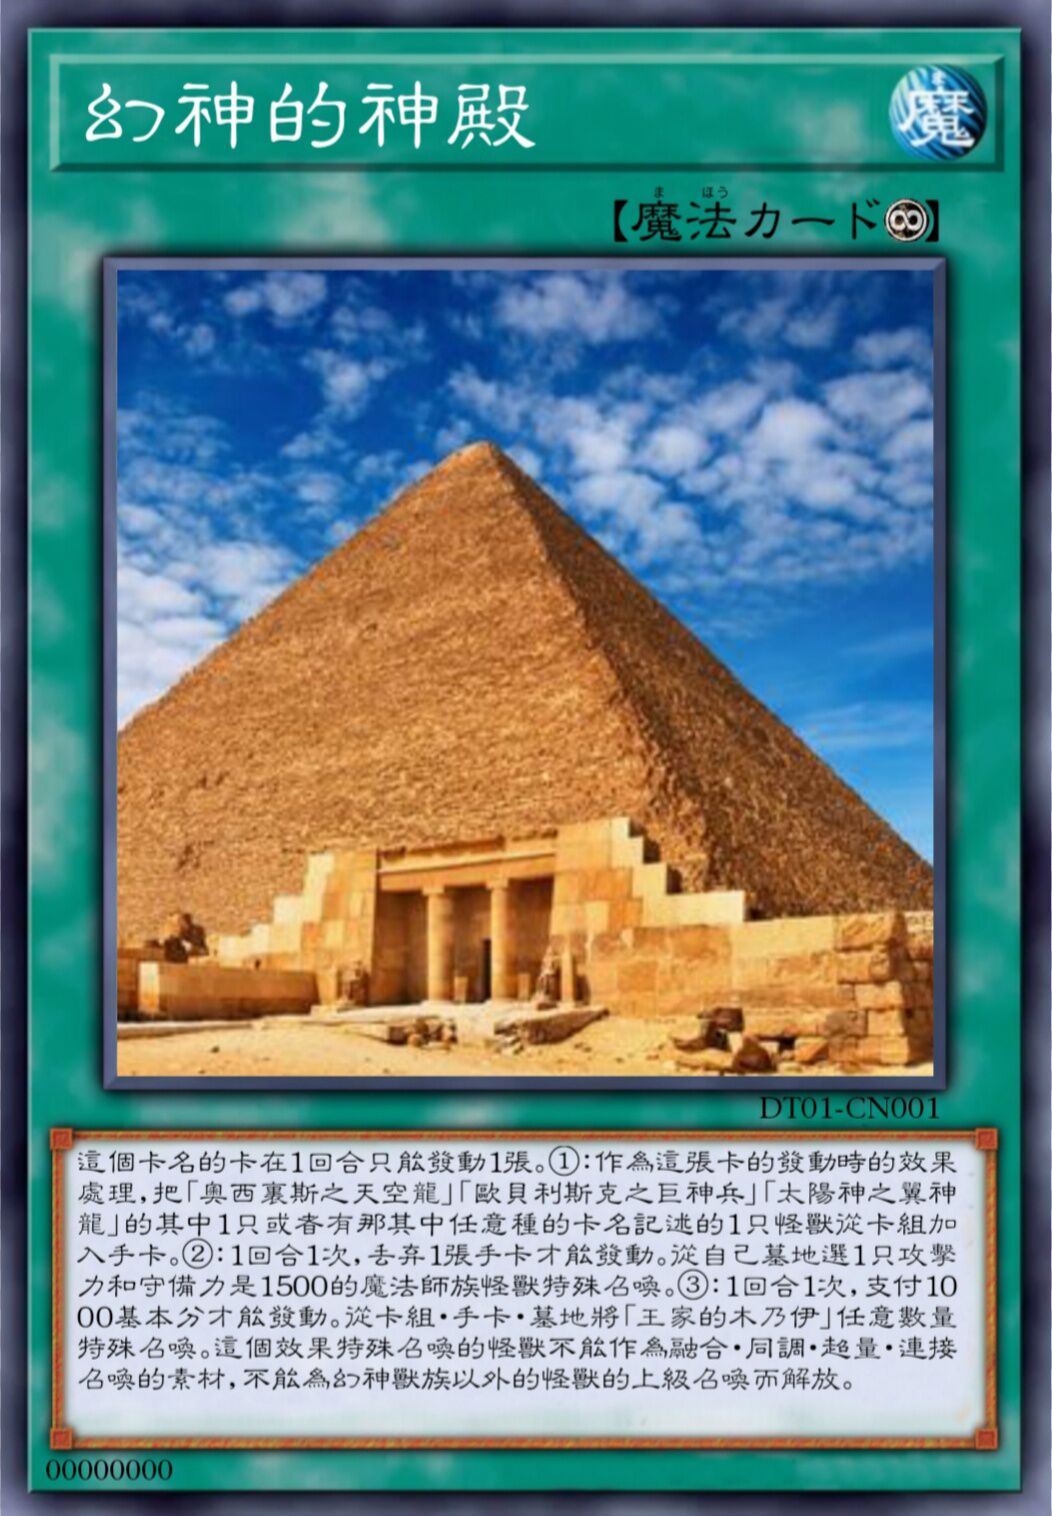 幻神的神殿
魔
まほう
【魔法カード∞】
DT01-CN001
這個卡名的卡在1回合只能發動1張。①:作為這張卡的發動時的效果
處理,把「奧西裏斯之天空龍」「歐貝利斯克之巨神兵」「太陽神之翼神
龍」的其中1只或者有那其中任意種的卡名記述的1只怪獸從卡組加
入手卡。②:1回合1次,丟弃1張手卡才能發動。從自己墓地選1只攻擊
力和守備力是1500的魔法師族怪獸特殊召喚。③:1回合1次,支付10
00基本分才能發動。從卡組・手卡・墓地將「王家的木乃伊」任意數量
特殊召喚。這個效果特殊召喚的怪獸不能作為融合・同調・超量・連接
召喚的素材,不能為幻神獸族以外的怪獸的上級召喚而解放。
00000000